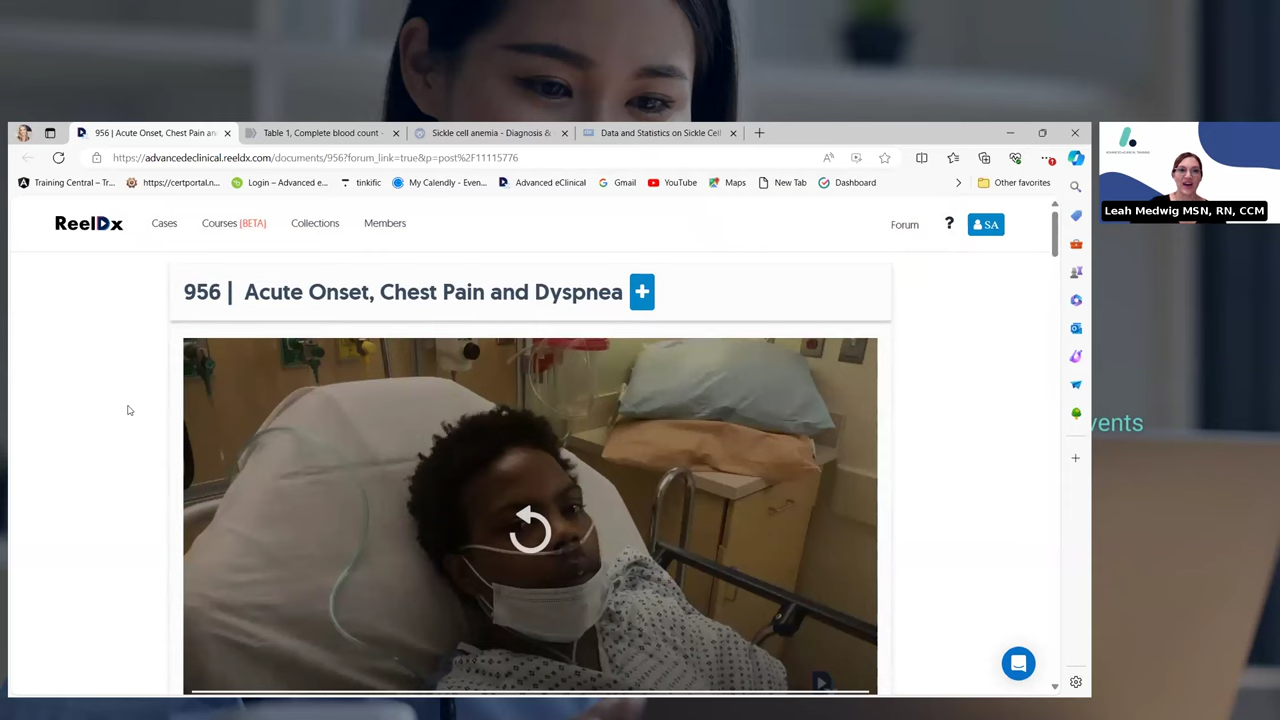 956 | Acute Onset, Chest Pain an
Table 1, Complete blood count -
Sickle cell anemia - Diagnosis &
Data and Statistics on Sickle Cell
https://advancedeclinical.reeldx.com/documents/956?forum_link=true&p=post%2F11115776
Training Central – Tr...
https://certportal.n...
Login – Advanced e...
tinkific
My Calendly - Even...
Advanced eClinical
Gmail
YouTube
Maps
New Tab
Dashboard
Other favorites
ReelDx
Cases
Courses [BETA]
Collections
Members
Forum
?
SA
956 | Acute Onset, Chest Pain and Dyspnea +
Leah Medwig MSN, RN, CCM
vents